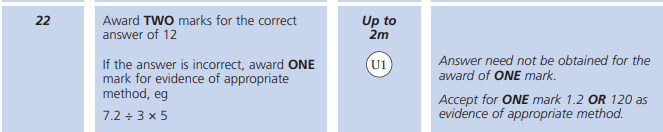 22
Award TWO marks for the correct
answer of 12
If the answer is incorrect, award ONE
mark for evidence of appropriate
method, eg
7.2 ÷ 3 × 5
Up to
2m
U1
Answer need not be obtained for the
award of ONE mark.
Accept for ONE mark 1.2 OR 120 as
evidence of appropriate method.